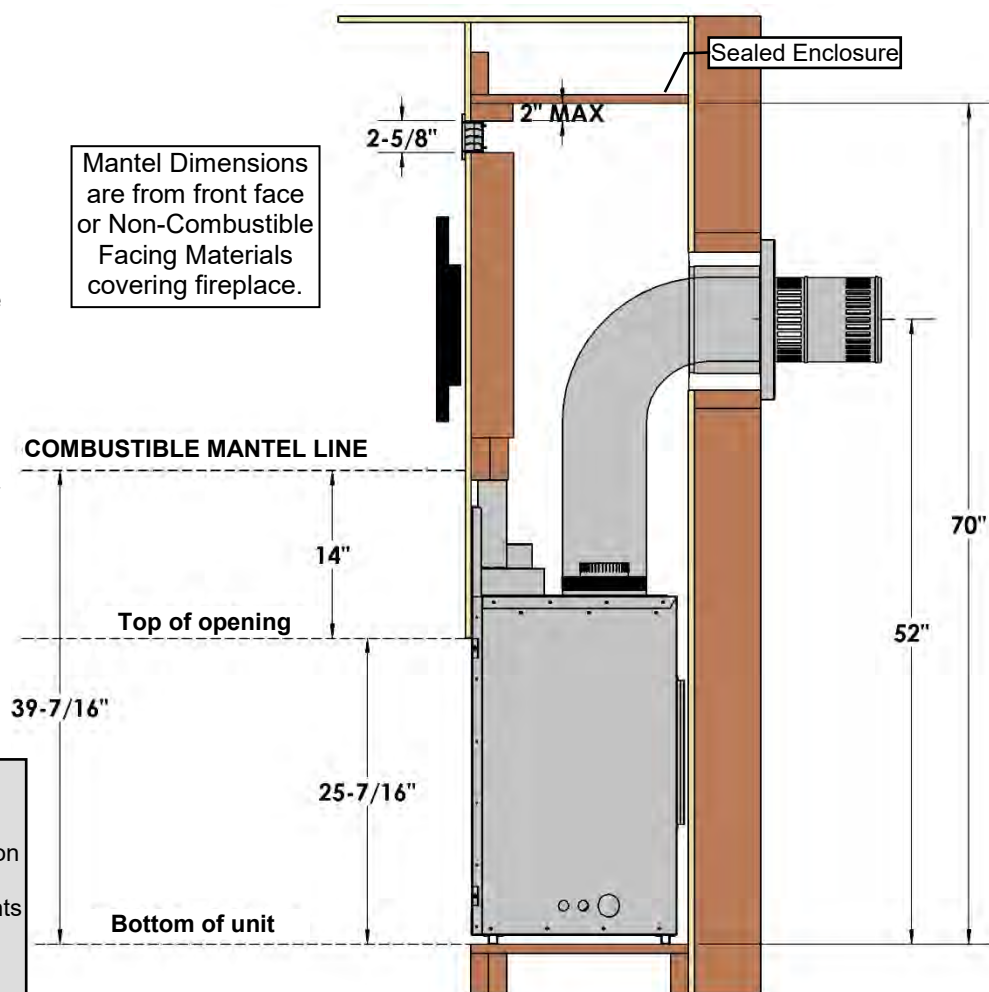 Sealed Enclosure
2" MAX
2-5/8"
Mantel Dimensions
are from front face
or Non-Combustible
Facing Materials
covering fireplace.
COMBUSTIBLE MANTEL LINE
70"
14"
Top of opening
52"
39-7/16"
25-7/16"
on
nts
Bottom of unit